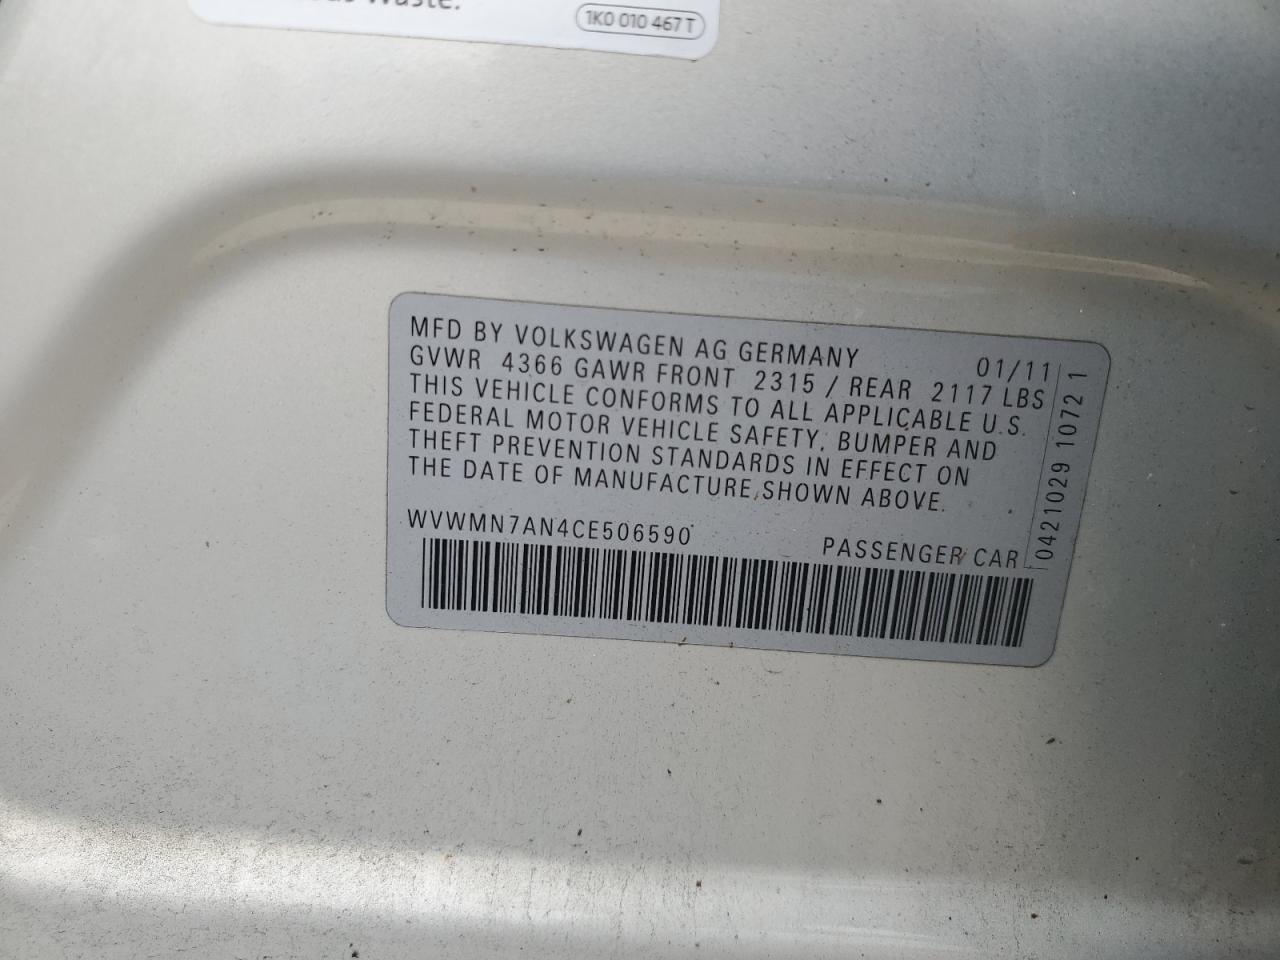 Waste.
1K0 010 467 T
MFD BY VOLKSWAGEN AG GERMANY 01/11
GVWR 4366 GAWR FRONT 2315 / REAR 2117 LBS
THIS VEHICLE CONFORMS TO ALL APPLICABLE U.S.
FEDERAL MOTOR VEHICLE SAFETY, BUMPER AND
THEFT PREVENTION STANDARDS IN EFFECT ON
THE DATE OF MANUFACTURE SHOWN ABOVE.
WVWMN7AN4CE506590 PASSENGER CAR
0421029 1072 1